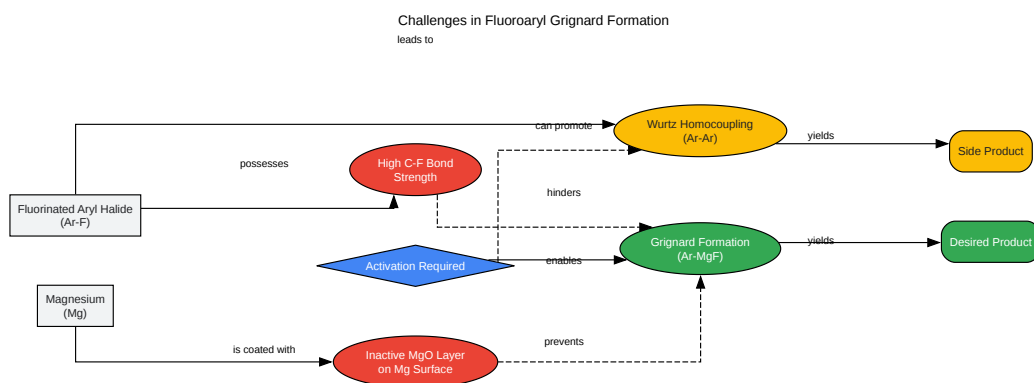 Challenges in Fluoroaryl Grignard Formation
leads to
can promote
Wurtz Homocoupling
(Ar-Ar)
yields
Side Product
possesses
High C-F Bond
Strength
hinders
Fluorinated Aryl Halide
(Ar-F)
Grignard Formation
(Ar-MgF)
yields
Desired Product
Activation Required
enables
Magnesium
(Mg)
is coated with
Inactive MgO Layer
on Mg Surface
prevents